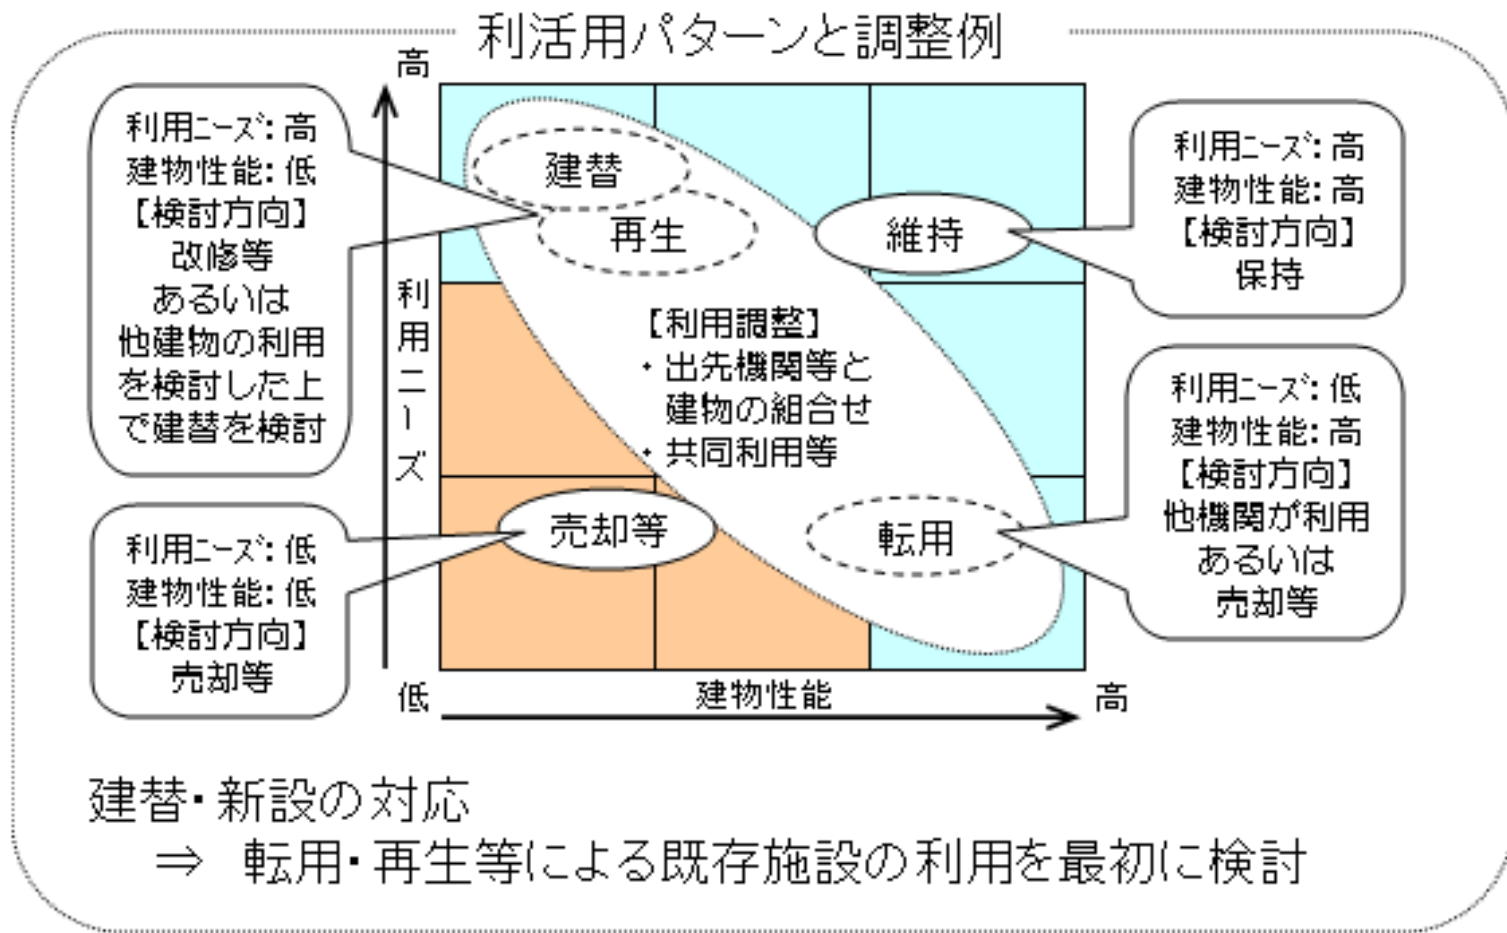 利活用パターンと調整例
高
利用ニーズ
低
建物性能
高
利用ニーズ：高
建物性能：低
【検討方向】
改修等
あるいは
他建物の利用
を検討した上
で建替を検討
利用ニーズ：低
建物性能：低
【検討方向】
売却等
建替
再生
維持
【利用調整】
・出先機関等と
建物の組合せ
・共同利用等
売却等
転用
利用ニーズ：高
建物性能：高
【検討方向】
保持
利用ニーズ：低
建物性能：高
【検討方向】
他機関が利用
あるいは
売却等
建替・新設の対応
⇒ 転用・再生等による既存施設の利用を最初に検討